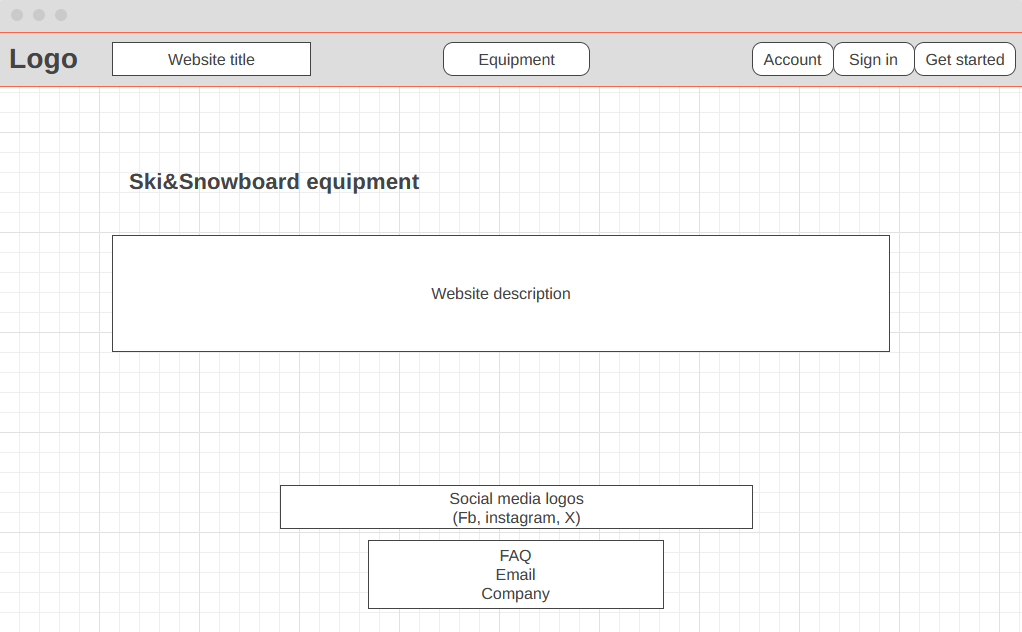 Logo
Website title
Equipment
Account
Sign in
Get started
Ski&Snowboard equipment
Website description
Social media logos
(Fb, instagram, X)
FAQ
Email
Company